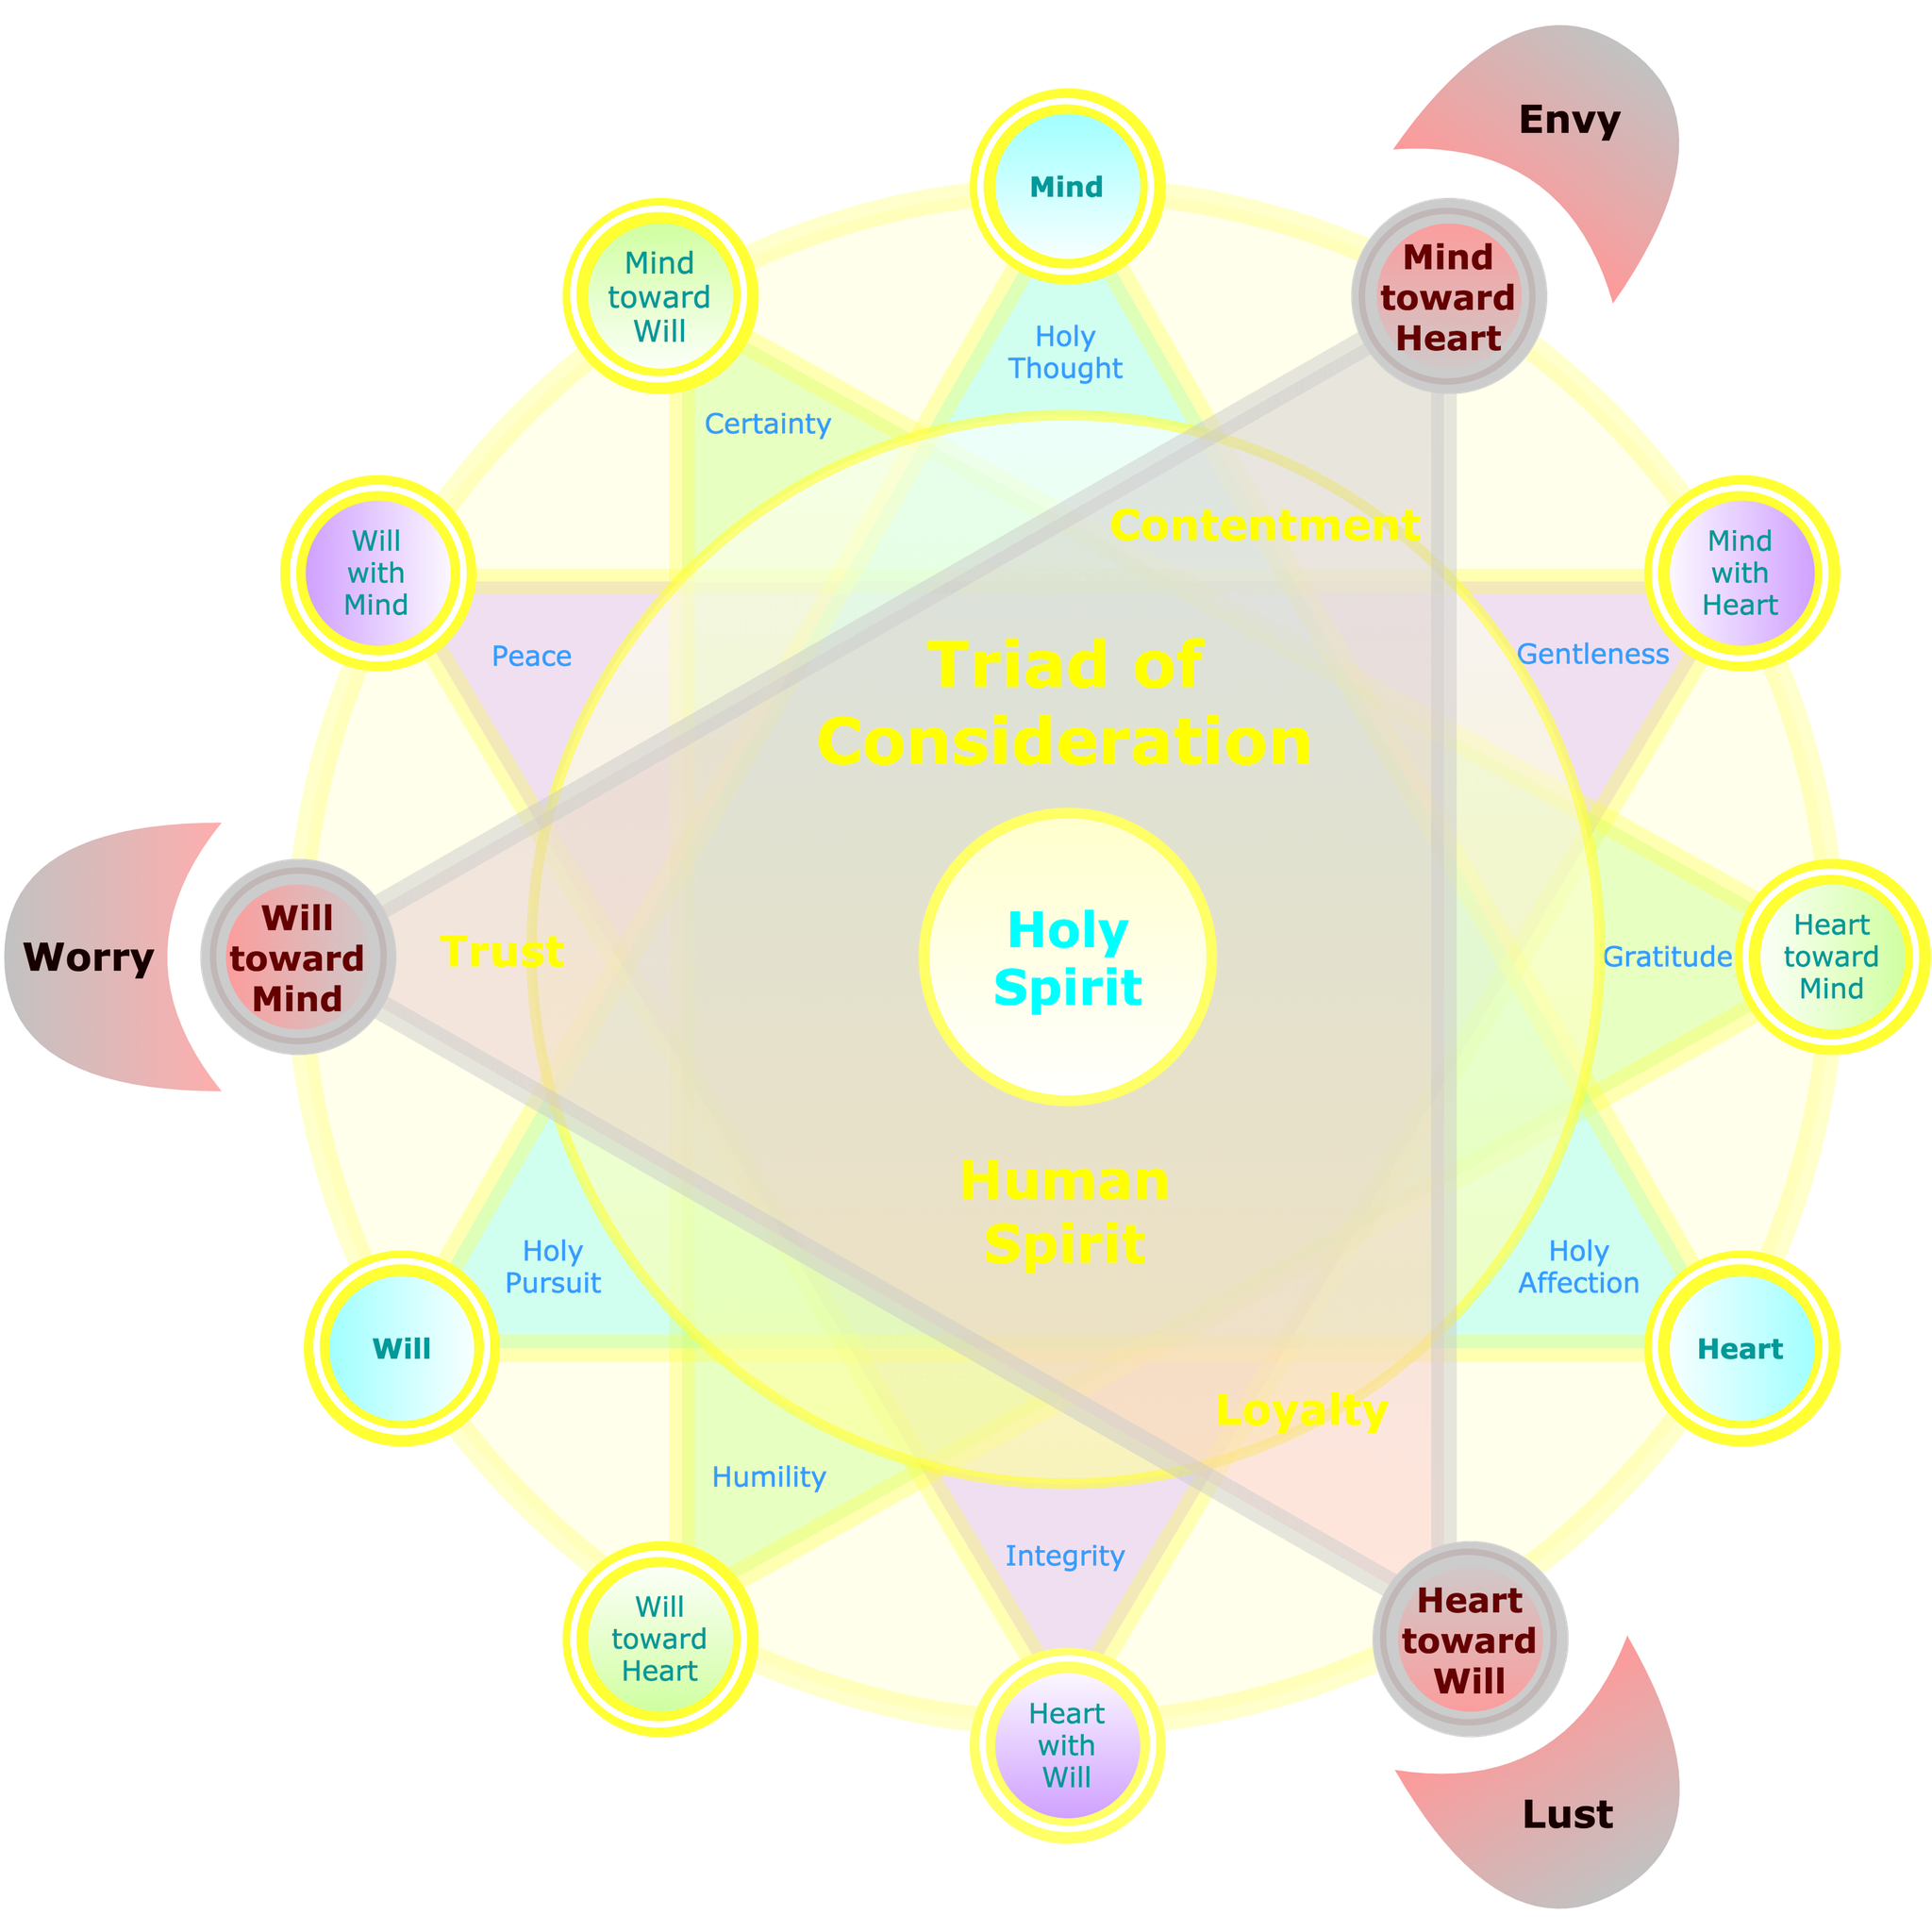 Envy
Mind
Mind
toward
Heart
Mind
toward
Will
Holy
Thought
Certainty
Contentment
Will
with
Mind
Mind
with
Heart
Peace
Gentleness
Triad of
Consideration
Worry
Will
toward
Mind
Trust
Holy
Spirit
Gratitude
Heart
toward
Mind
Human
Spirit
Holy
Pursuit
Holy
Affection
Will
Heart
Loyalty
Humility
Integrity
Will
toward
Heart
Heart
toward
Will
Heart
with
Will
Lust